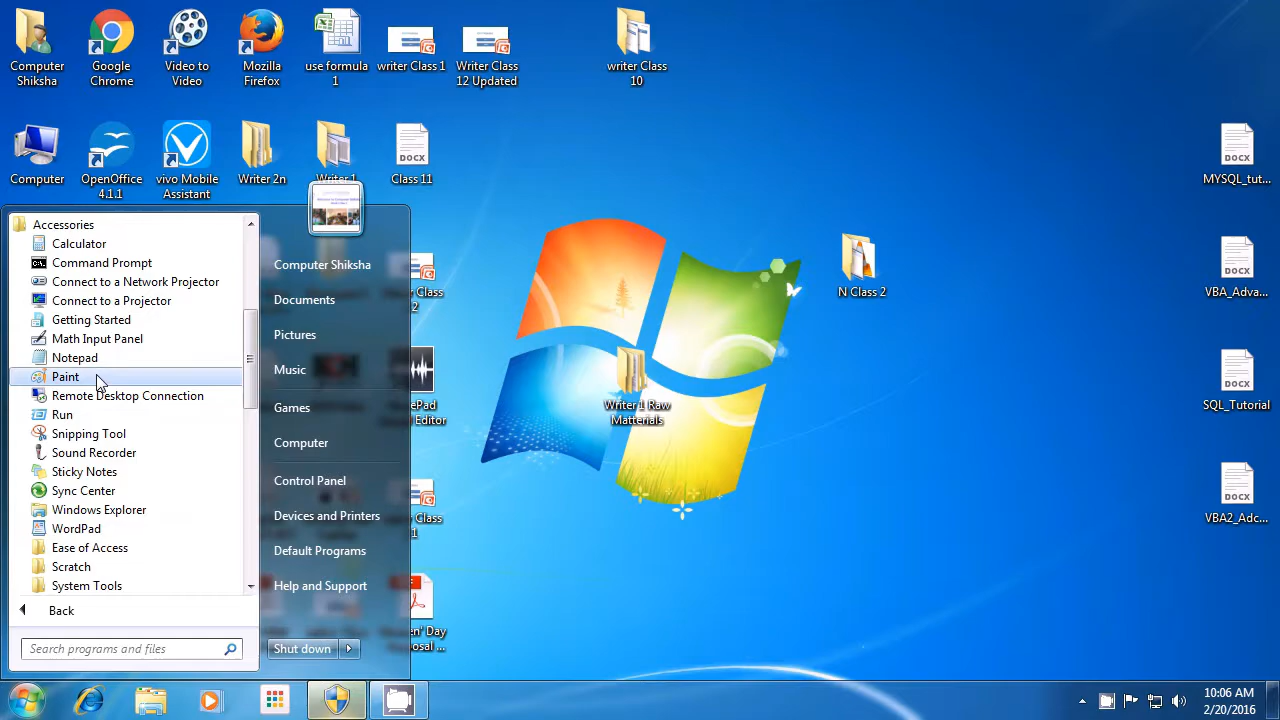 Computer
Shiksha
Google
Chrome
Video to
Video
Mozilla
Firefox
use formula
1
writer Class 1
Writer Class
12 Updated
writer Class
10
Computer
OpenOffice
4.1.1
vivo Mobile
Assistant
Writer 2n
Writer 1
DOCX
Class 11
DOCX
MYSQL_tut...
DOCX
VBA_Adva...
DOCX
SQL_Tutorial
DOCX
VBA2_Adc...
N Class 2
Writer 1 Raw
Matterials
Class
2
Editor
Class
1
Day
Accessories
Calculator
Command Prompt
Connect to a Network Projector
Connect to a Projector
Getting Started
Math Input Panel
Notepad
Paint
Remote Desktop Connection
Run
Snipping Tool
Sound Recorder
Sticky Notes
Sync Center
Windows Explorer
WordPad
Ease of Access
Scratch
System Tools
Back
Search programs and files
Computer Shiksha
Documents
Pictures
Music
Games
Computer
Control Panel
Devices and Printers
Default Programs
Help and Support
Shut down
10:06 AM
2/20/2016